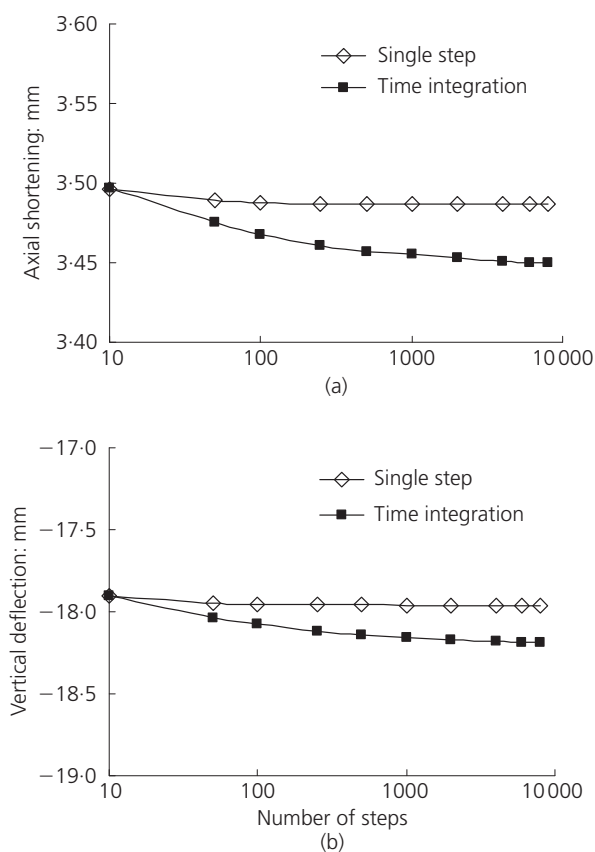 3·60
3·55
3·50
3·45
3·40
Axial shortening: mm
Single step
Time integration
10
100
1000
10 000
(a)
−17·0
−17·5
−18·0
−18·5
−19·0
Vertical deflection: mm
Single step
Time integration
10
100
1000
10 000
Number of steps
(b)